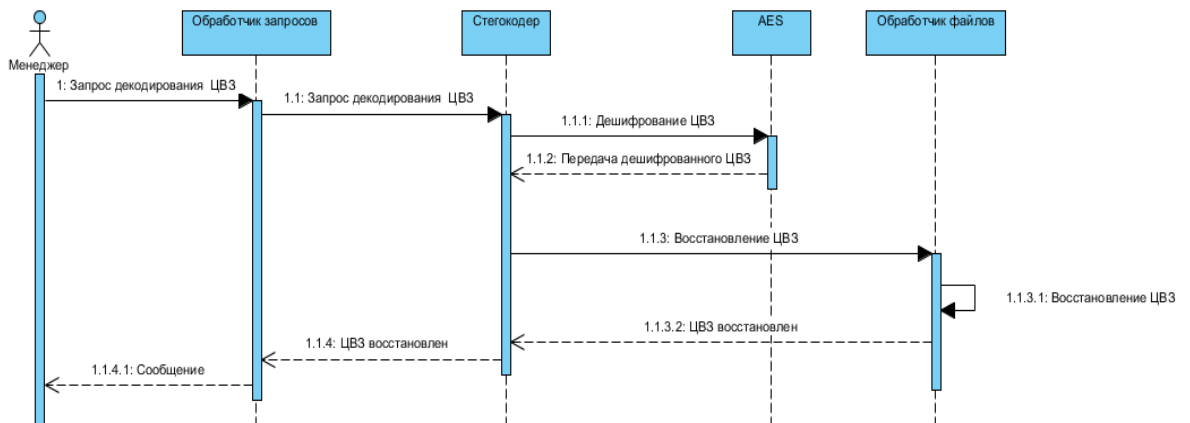 Обработчик запросов
Стегокодер
AES
Обработчик файлов
Менеджер
1: Запрос декодирования ЦВЗ
1.1: Запрос декодирования ЦВЗ
1.1.1: Дешифрование ЦВЗ
1.1.2: Передача дешифрованного ЦВЗ
1.1.3: Восстановление ЦВЗ
1.1.3.1: Восстановление ЦВЗ
1.1.3.2: ЦВЗ восстановлен
1.1.4: ЦВЗ восстановлен
1.1.4.1: Сообщение